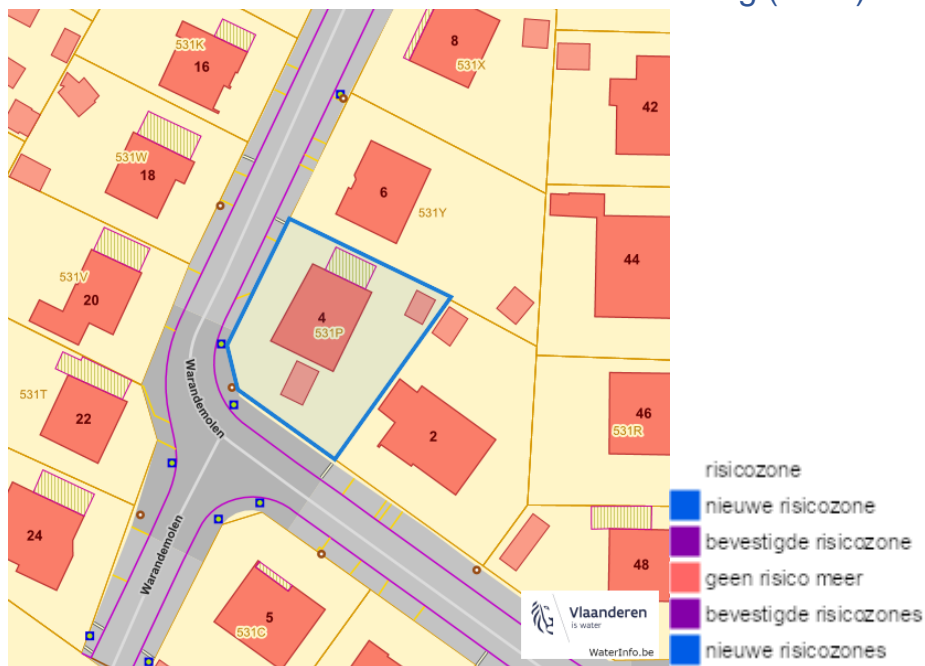 8
531K
16
531X
42
531W
18
6
531Y
44
531V
20
4
531P
Warandemolen
531T
22
2
46
531R
24
Warandemolen
48
5
531C
Vlaanderen
is water
WaterInfo.be
risicozone
nieuwe risicozone
bevestigde risicozone
geen risico meer
bevestigde risicozones
nieuwe risicozones